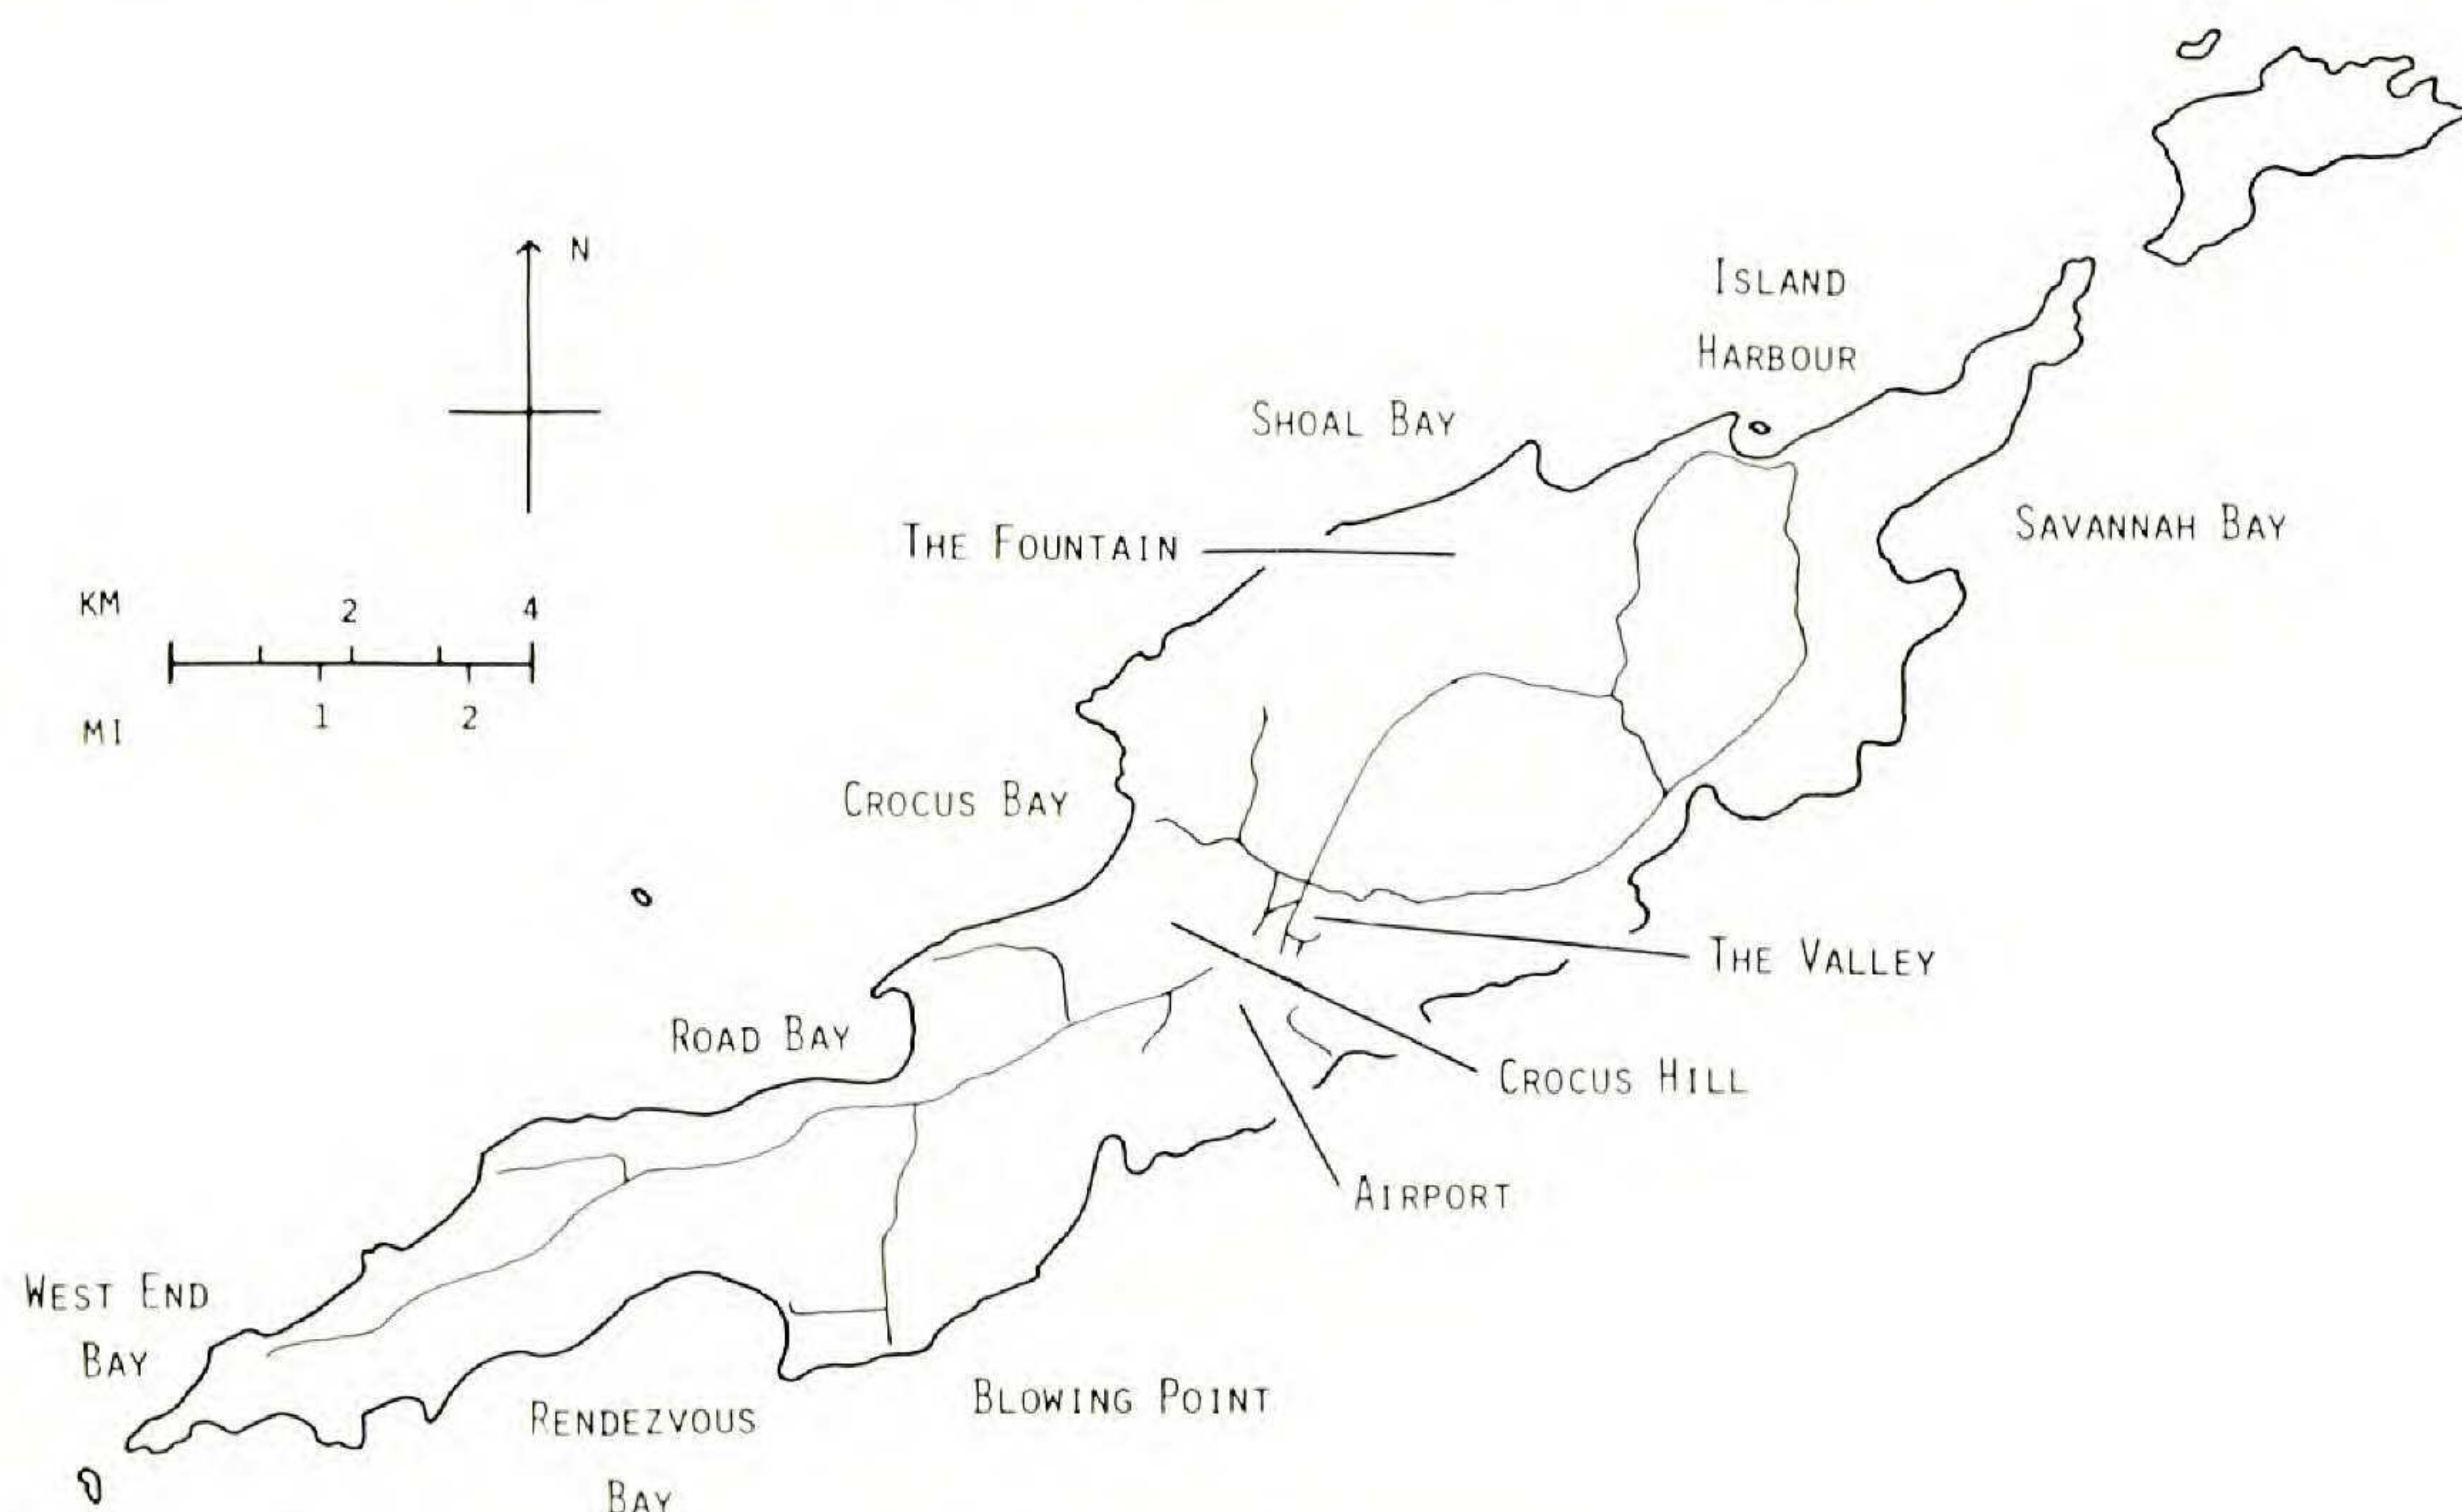 N
ISLAND
HARBOUR
SHOAL BAY
SAVANNAH BAY
THE FOUNTAIN
KM
2 4
1 2
MI
CROCUS BAY
THE VALLEY
ROAD BAY
CROCUS HILL
AIRPORT
WEST END
BAY
BLOWING POINT
RENDEZVOUS
BAY